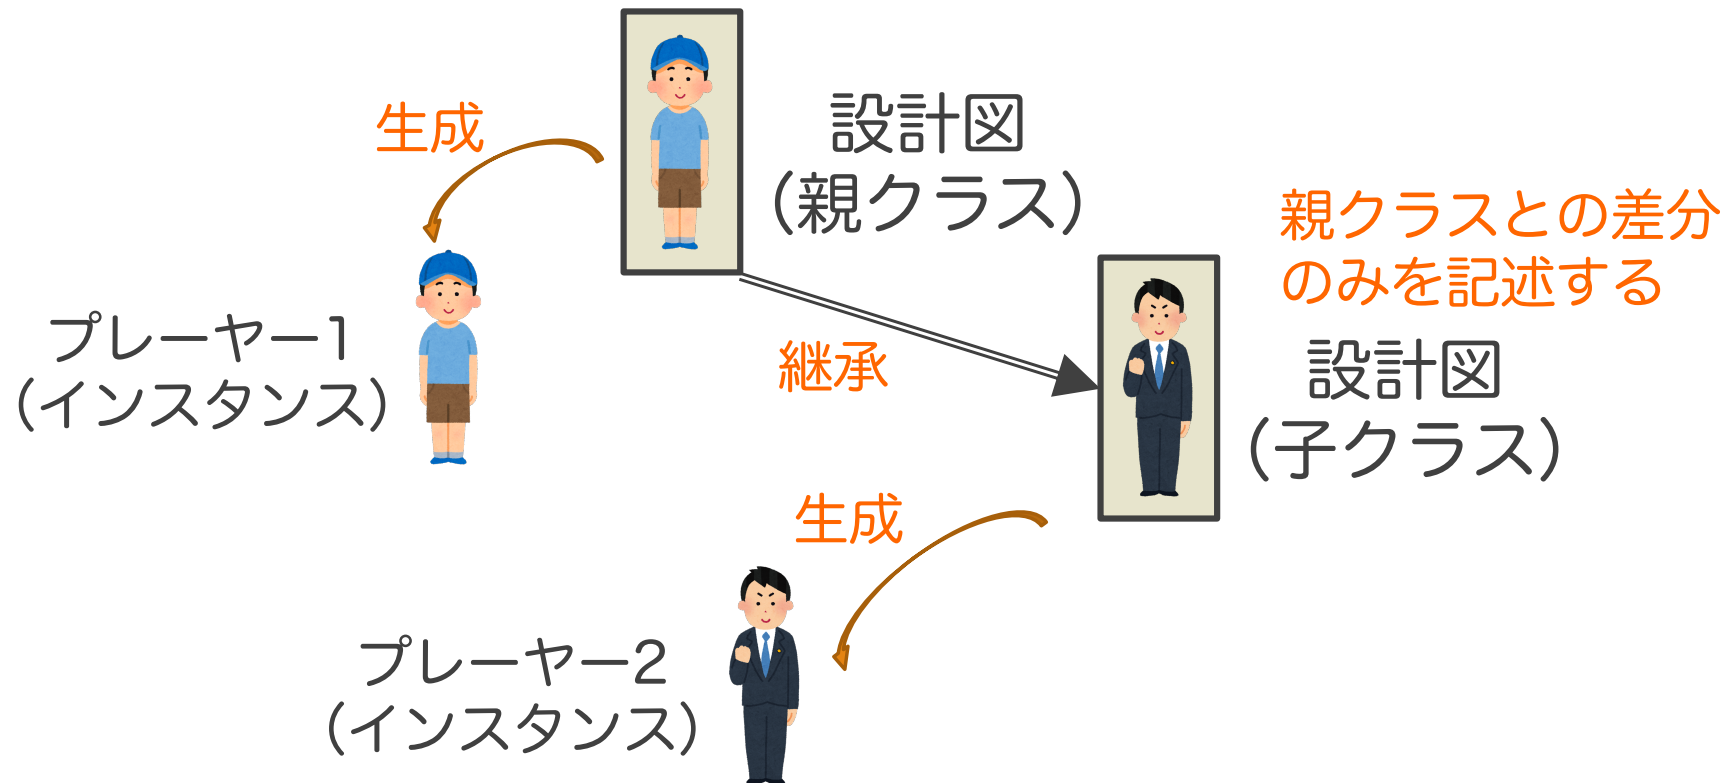 生成
設計図
（親クラス）
親クラスとの差分
のみを記述する
プレーヤー1
（インスタンス）
継承
設計図
（子クラス）
生成
プレーヤー2
（インスタンス）